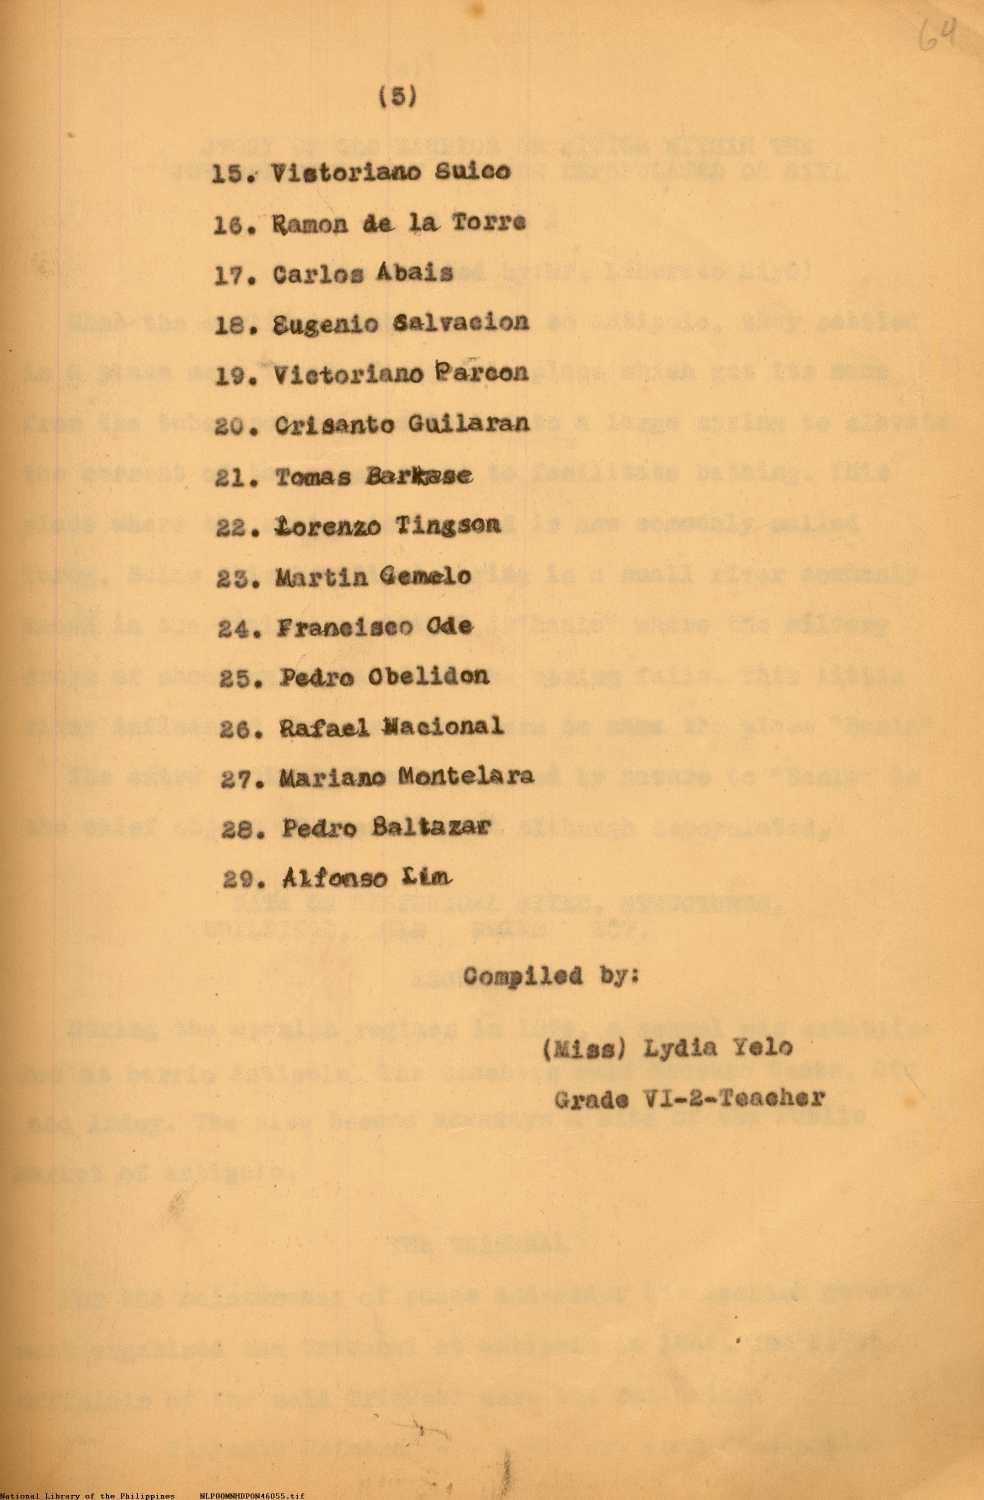 64
(5)
15. Victoriano Suico
16. Ramon de la Torre
17. Carlos Abais
18. Eugenio Salvacion
19. Victoriano Parcon
20. Crisanto Guilaran
21. Tomas Barkase
22. Lorenzo Tingson
23. Martin Gemelo
24. Francisco Ode
25. Pedro Obelidon
26. Rafael Nacional
27. Mariano Montelara
28. Pedro Baltazar
29. Alfonso Lim
Compiled by:
(Miss) Lydia Yelo
Grade VI-2-Teacher
National Library of the Philippines NLPOOMNHDPON46055.tif